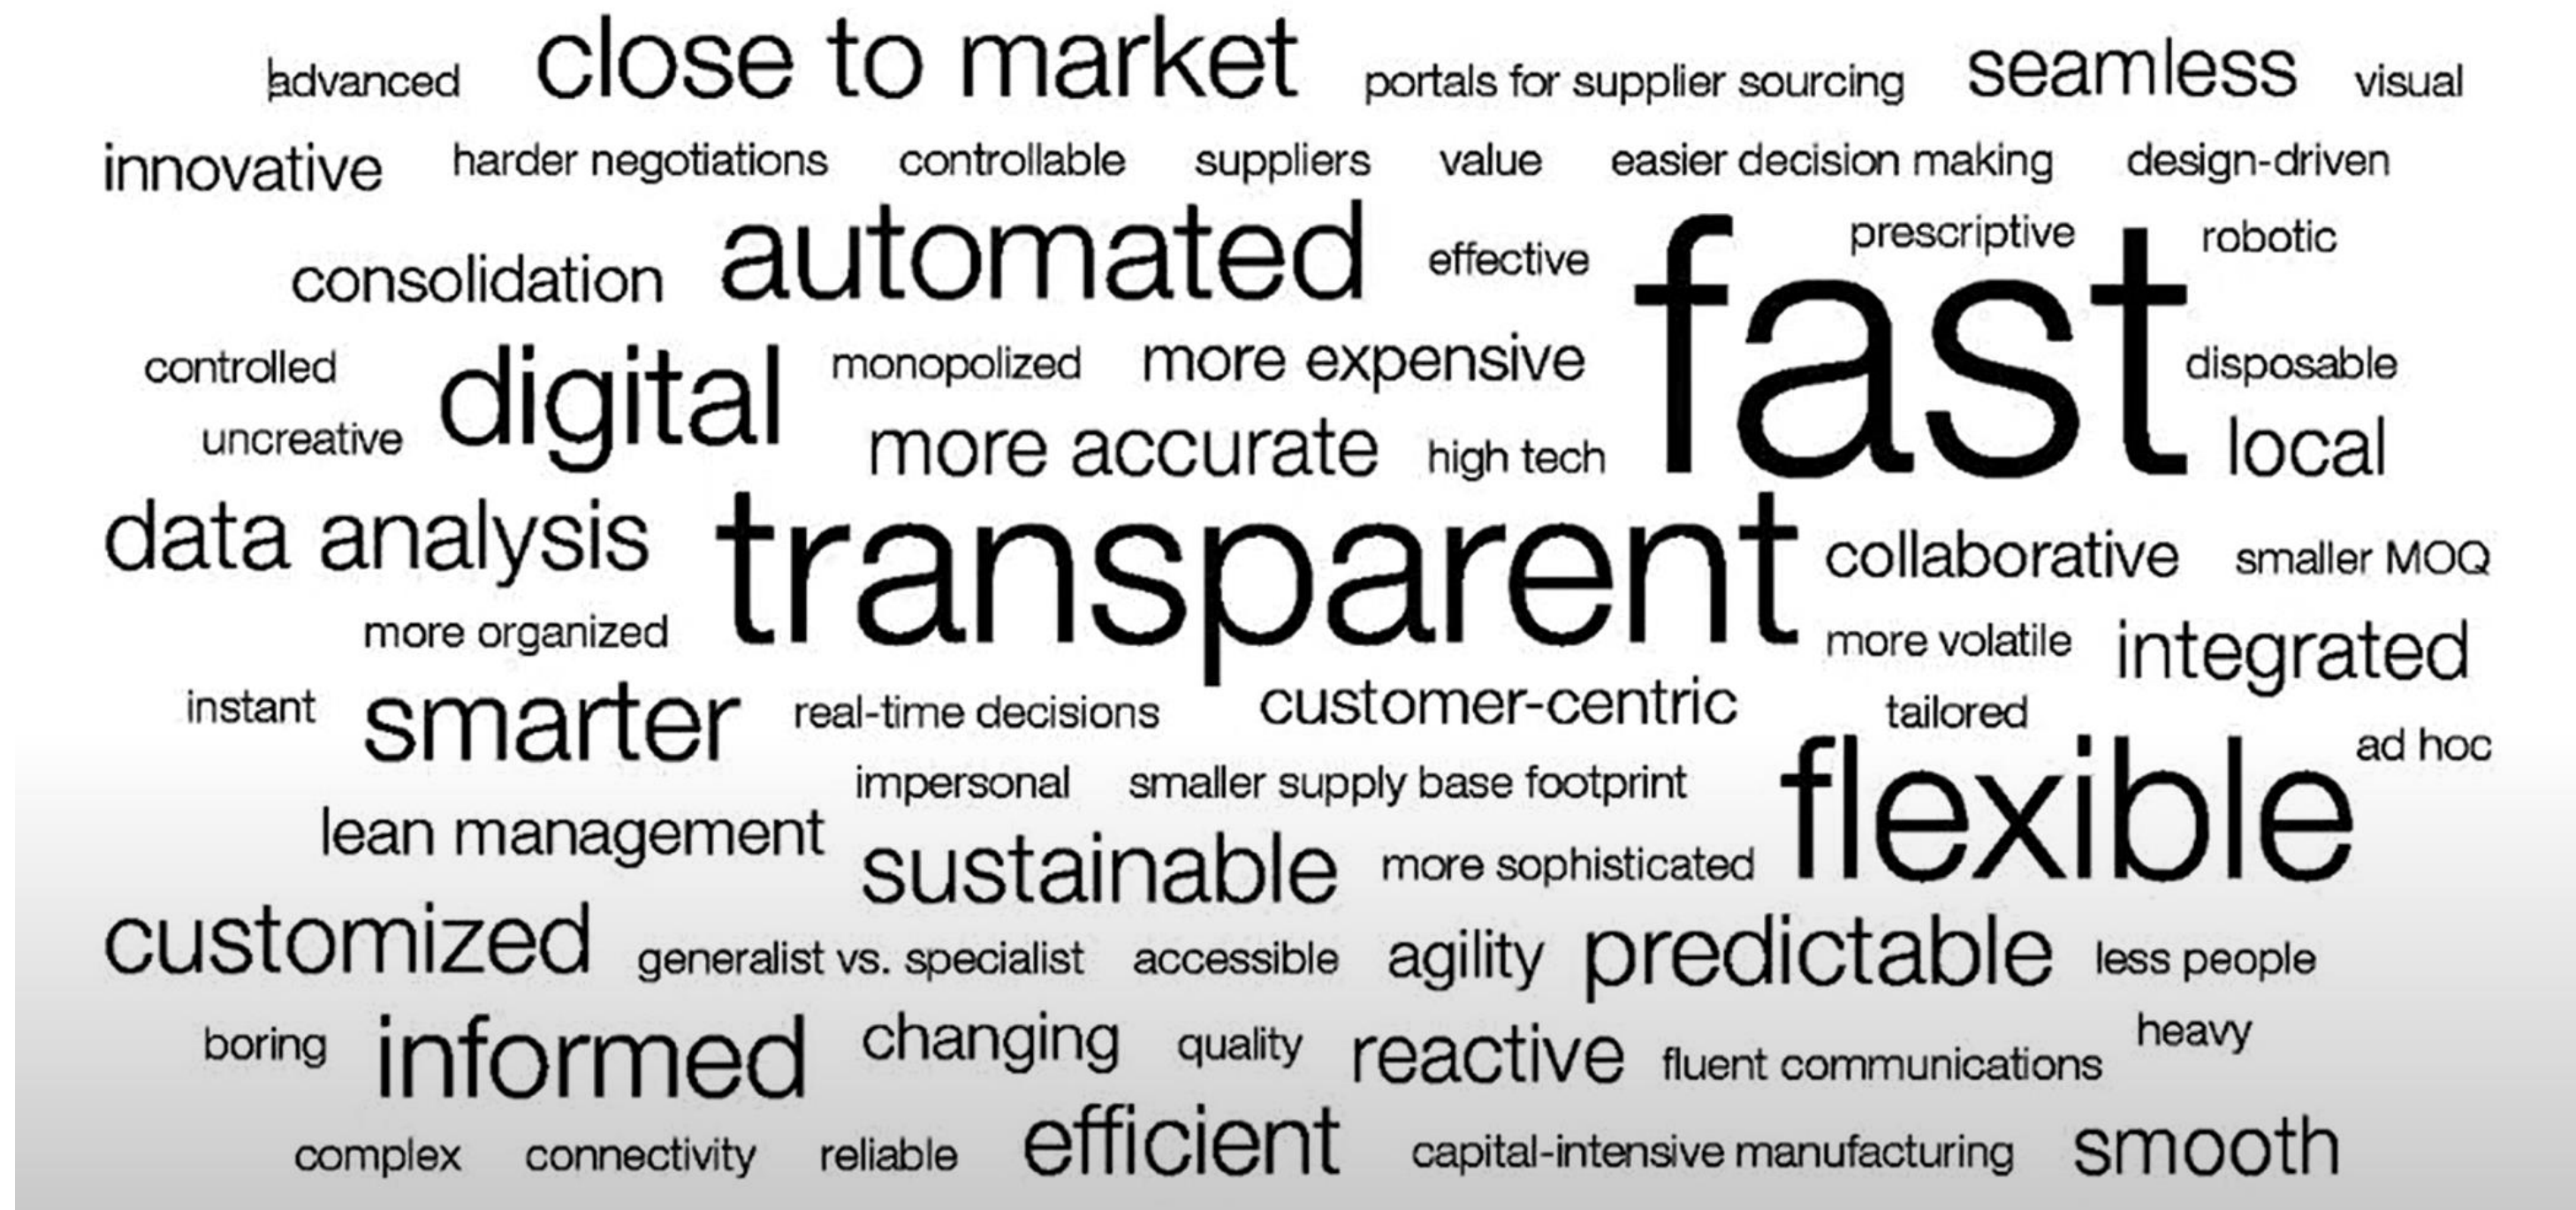 advanced close to market portals for supplier sourcing seamless visual
innovative harder negotiations controllable suppliers value easier decision making design-driven
consolidation automated effective fast prescriptive robotic
controlled digital monopolized more expensive disposable
uncreative more accurate high tech local
data analysis transparent collaborative smaller MOQ
more organized more volatile integrated
instant smarter real-time decisions customer-centric tailored
impersonal smaller supply base footprint flexible ad hoc
lean management sustainable more sophisticated
customized generalist vs. specialist accessible agility predictable less people
boring informed changing quality reactive fluent communications heavy
complex connectivity reliable efficient capital-intensive manufacturing smooth